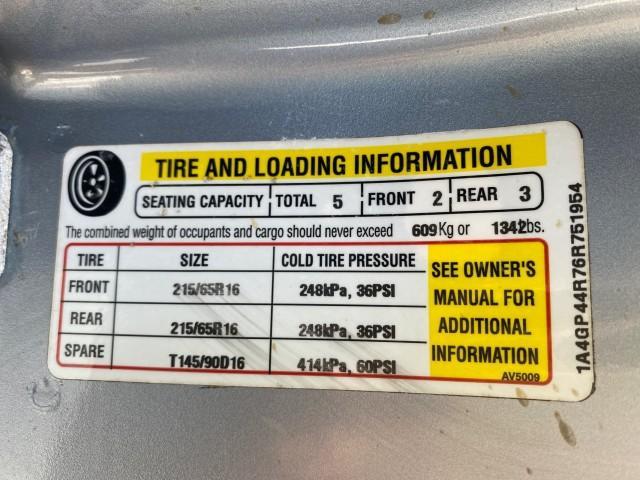 TIRE AND LOADING INFORMATION
SEATING CAPACITY TOTAL 5 FRONT 2 REAR 3
The combined weight of occupants and cargo should never exceed 609Kg or 1342lbs.
TIRE SIZE COLD TIRE PRESSURE
FRONT 215/65R16 248kPa, 36PSI
REAR 215/65R16 248kPa, 36PSI
SPARE T145/90D16 414kPa, 60PSI
SEE OWNER'S
MANUAL FOR
ADDITIONAL
INFORMATION
AV5009
1A4GP44R76R751954